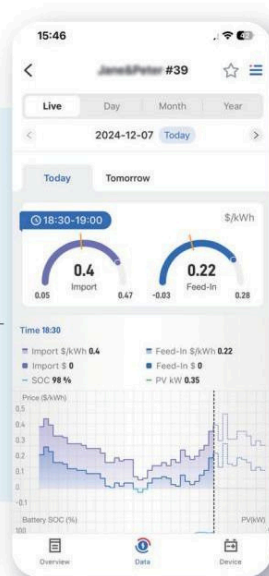 15:46
#39
Live Day Month Year
2024-12-07 Today
Today Tomorrow
18:30-19:00
$/kWh
0.4 0.22
Import Feed-In
0.05 0.47 -0.03 0.28
Time 18:30
Import $/kWh 0.4 Feed-In $/kWh 0.22
Import $ 0 Feed-In $ 0
SOC 98 % PV kW 0.35
Price ($/kWh)
0.5
0.4
0.3
0.2
0.1
0
-0.1
Battery SOC (%) PV(kW)
100
Overview Data Device